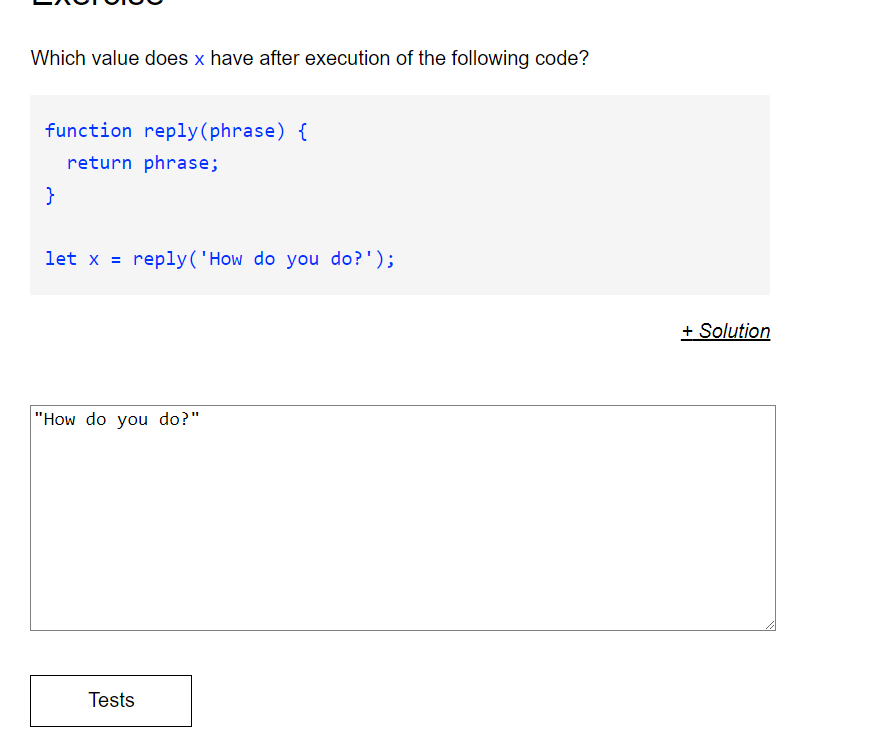 Exercise
Which value does x have after execution of the following code?
function reply(phrase) {
  return phrase;
}
let x = reply('How do you do?');
+ Solution
"How do you do?"
Tests